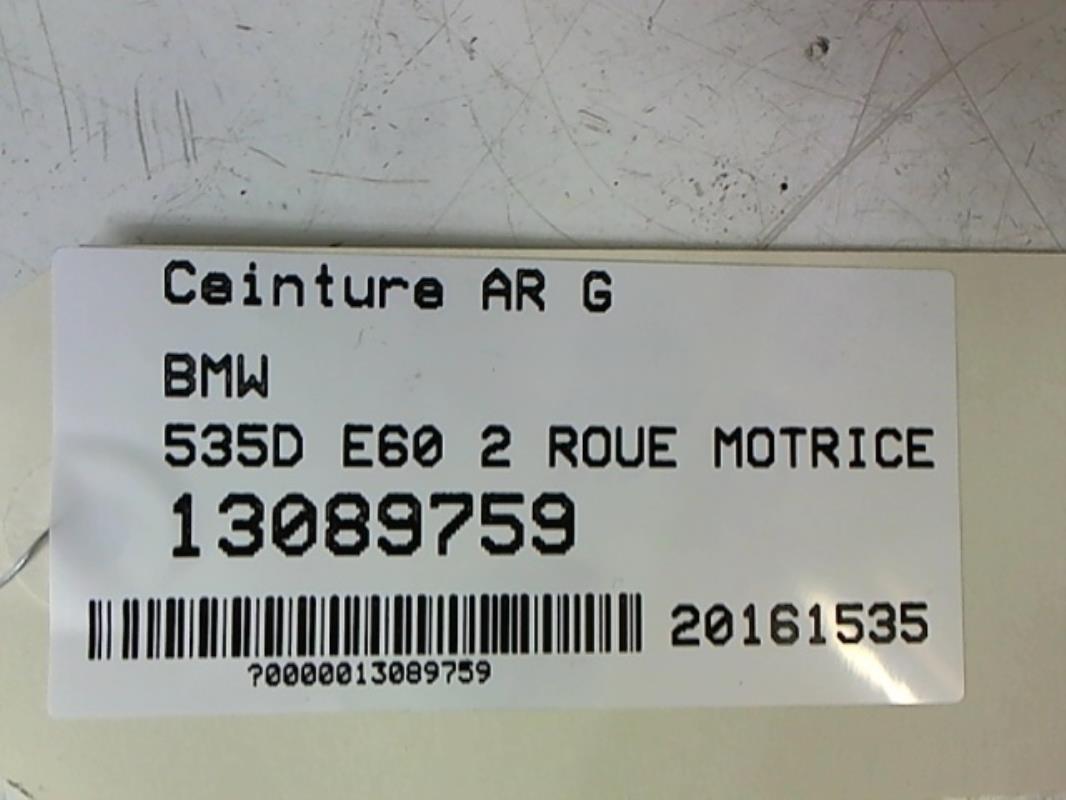 Ceinture AR G
BMW
535D E60 2 ROUE MOTRICE
13089759
20161535
?0000013089759